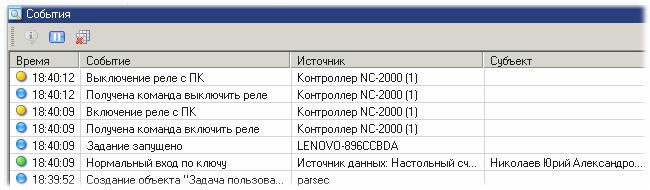 События
Время Событие Источник Субъект
18:40:12 Выключение реле с ПК Контроллер NC-2000 (1)
18:40:12 Получена команда выключить реле Контроллер NC-2000 (1)
18:40:09 Включение реле с ПК Контроллер NC-2000 (1)
18:40:09 Получена команда включить реле Контроллер NC-2000 (1)
18:40:09 Задание запущено LENOVO-896CCBDA
18:40:09 Нормальный вход по ключу Источник данных: Настольный сч... Николаев Юрий Александро...
18:39:52 Создание объекта "Задача пользова... parsec